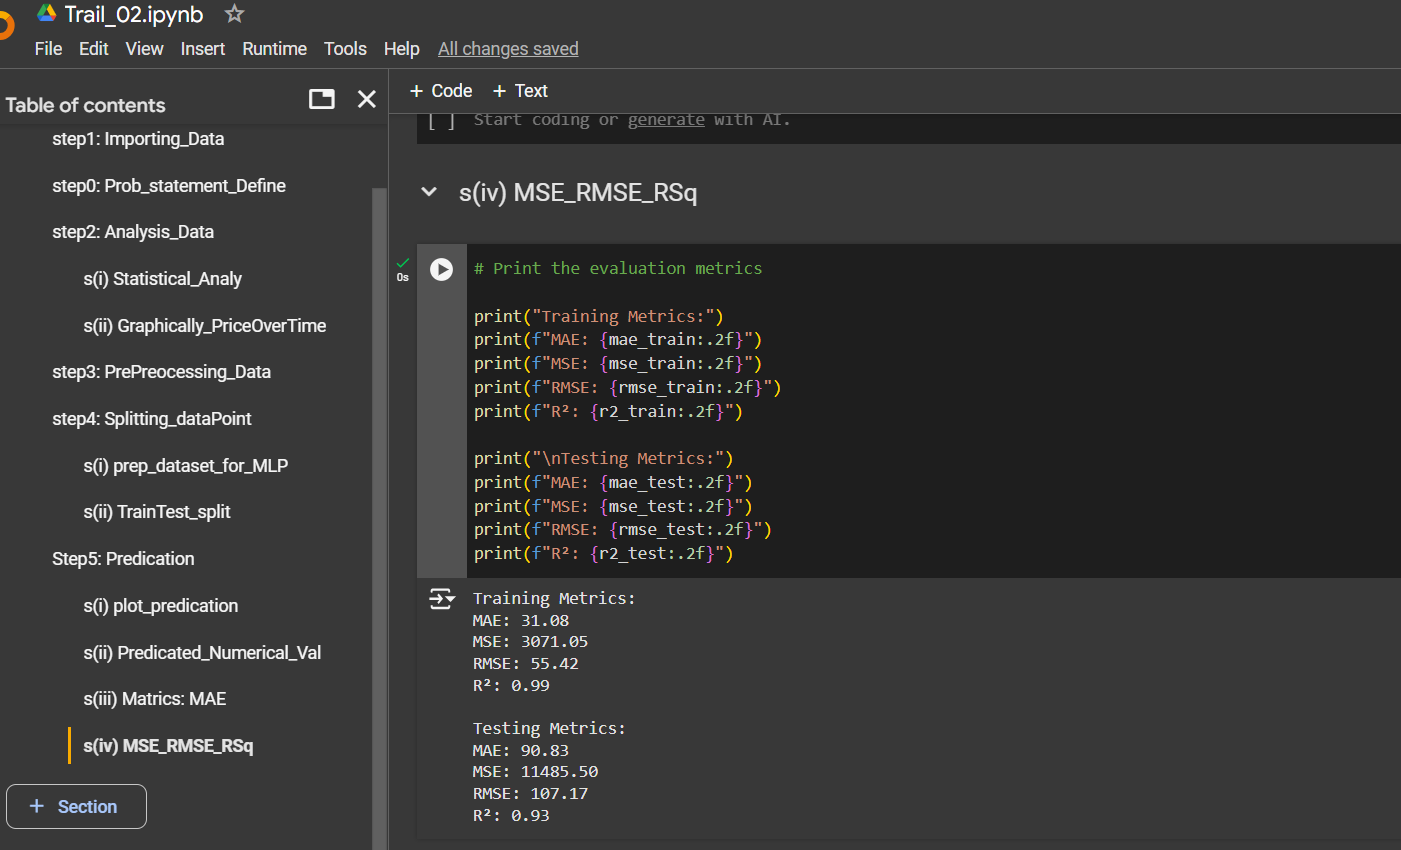 Trail_02.ipynb
File Edit View Insert Runtime Tools Help All changes saved
Table of contents
step1: Importing_Data
step0: Prob_statement_Define
step2: Analysis_Data
s(i) Statistical_Analy
s(ii) Graphically_PriceOverTime
step3: PrePreocessing_Data
step4: Splitting_dataPoint
s(i) prep_dataset_for_MLP
s(ii) TrainTest_split
Step5: Predication
s(i) plot_predication
s(ii) Predicated_Numerical_Val
s(iii) Matrics: MAE
s(iv) MSE_RMSE_RSq
+ Section
+ Code + Text
[ ] Start coding or generate with AI.
s(iv) MSE_RMSE_RSq
0s
# Print the evaluation metrics
print("Training Metrics:")
print(f"MAE: {mae_train:.2f}")
print(f"MSE: {mse_train:.2f}")
print(f"RMSE: {rmse_train:.2f}")
print(f"R²: {r2_train:.2f}")
print("\nTesting Metrics:")
print(f"MAE: {mae_test:.2f}")
print(f"MSE: {mse_test:.2f}")
print(f"RMSE: {rmse_test:.2f}")
print(f"R²: {r2_test:.2f}")
Training Metrics:
MAE: 31.08
MSE: 3071.05
RMSE: 55.42
R²: 0.99
Testing Metrics:
MAE: 90.83
MSE: 11485.50
RMSE: 107.17
R²: 0.93